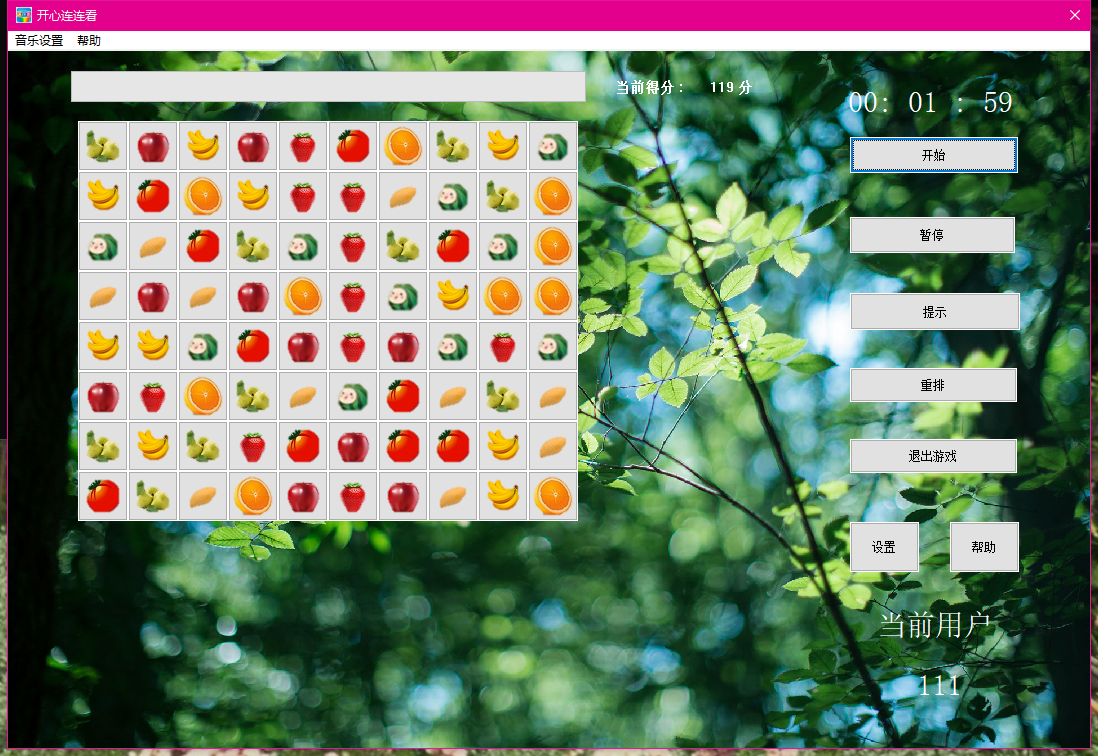 开心连连看
音乐设置 帮助
当前得分： 119 分
00: 01 : 59
开始
暂停
提示
重排
退出游戏
设置 帮助
当前用户
111